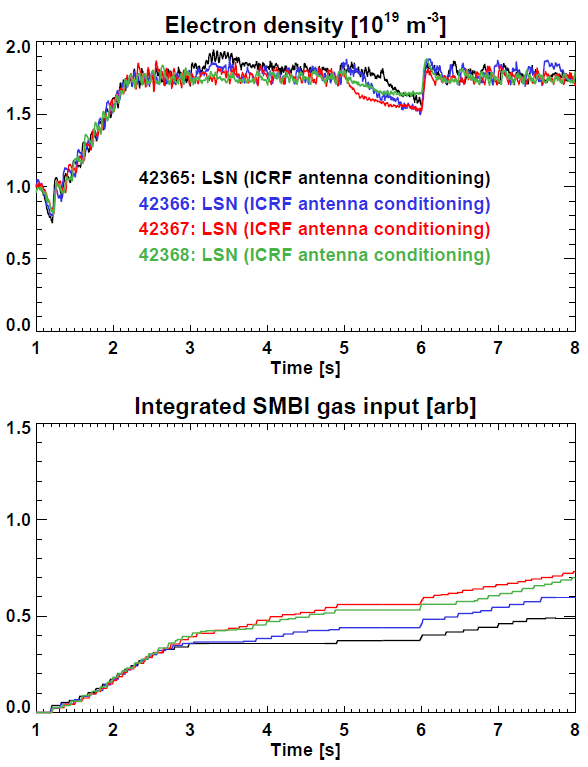 Electron density [10^19 m^-3]
2.0
1.5
1.0
0.5
0.0
42365: LSN (ICRF antenna conditioning)
42366: LSN (ICRF antenna conditioning)
42367: LSN (ICRF antenna conditioning)
42368: LSN (ICRF antenna conditioning)
1 2 3 4 5 6 7 8
Time [s]
Integrated SMBI gas input [arb]
1.5
1.0
0.5
0.0
1 2 3 4 5 6 7 8
Time [s]